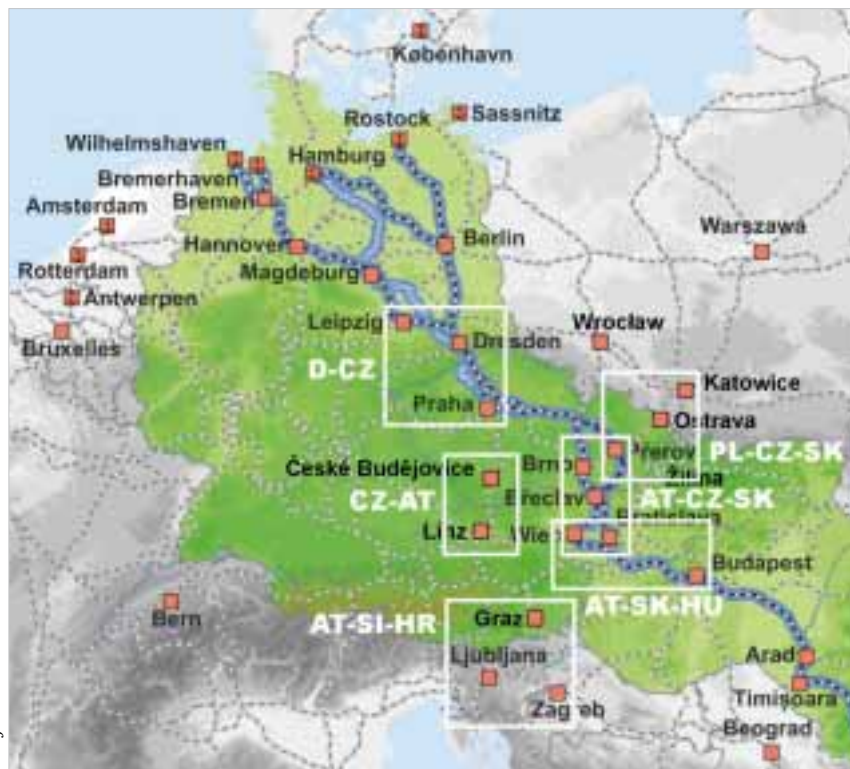 København
Rostock
Sassnitz
Wilhelmshaven
Hamburg
Bremerhaven
Bremen
Amsterdam
Hannover
Berlin
Warszawa
Rotterdam
Magdeburg
Antwerpen
Leipzig
Bruxelles
Dresden
Wrocław
D-CZ
Katowice
Praha
Ostrava
Přerov
PL-CZ-SK
Brno
Žilina
České Budějovice
CZ-AT
Breclav
AT-CZ-SK
Bratislava
Linz
Wien
Budapest
AT-SK-HU
Bern
AT-SI-HR
Graz
Ljubljana
Arad
Zagreb
Timișoara
Beograd